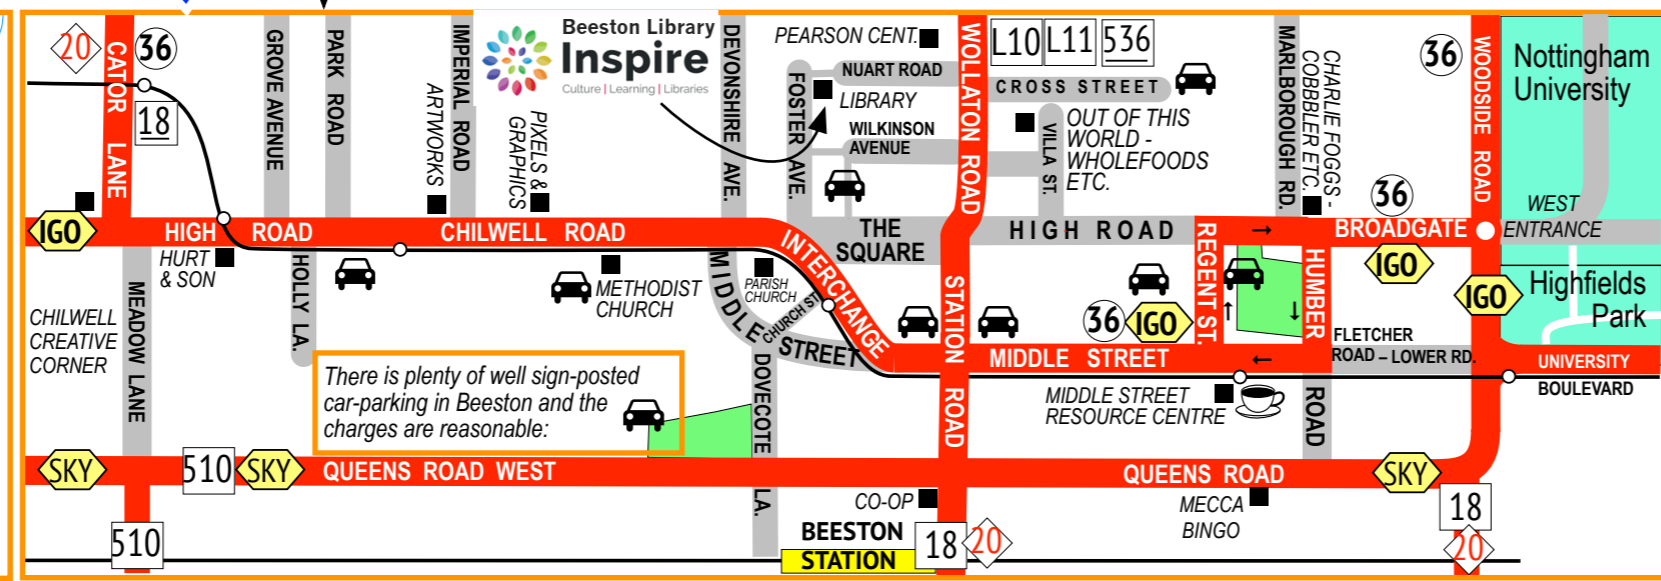 20
CATOR LANE
36
18
GROVE AVENUE
PARK ROAD
IMPERIAL ROAD
ARTWORKS
PIXELS &
GRAPHICS
Beeston Library
Inspire
Culture | Learning | Libraries
DEVONSHIRE AVE.
PEARSON CENT.
NUART ROAD
FOSTER AVE.
LIBRARY
WILKINSON
AVENUE
WOLLATON ROAD
L10 L11 536
CROSS STREET
VILLA ST.
OUT OF THIS
WORLD -
WHOLEFOODS
ETC.
MARLBOROUGH RD.
CHARLIE FOGGS -
COBBBLER ETC.
36
WOODSIDE ROAD
Nottingham
University
36
WEST
ENTRANCE
IGO
HIGH ROAD
CHILWELL ROAD
INTERCHANGE
THE
SQUARE
HIGH ROAD
REGENT ST.
→
BROADGATE
IGO
HURT
& SON
HOLLY LA.
METHODIST
CHURCH
MIDDLE STREET
PARISH
CHURCH
CHURCH ST.
STATION ROAD
36
IGO
↑
↓
HUMBER ROAD
IGO
Highfields
Park
CHILWELL
CREATIVE
CORNER
MEADOW LANE
MIDDLE STREET
←
FLETCHER
ROAD – LOWER RD.
UNIVERSITY
BOULEVARD
There is plenty of well sign-posted
car-parking in Beeston and the
charges are reasonable:
DOVECOTE LA.
MIDDLE STREET
RESOURCE CENTRE
SKY
510
SKY
QUEENS ROAD WEST
QUEENS ROAD
SKY
CO-OP
MECCA
BINGO
18
510
BEESTON
STATION
18
20
20